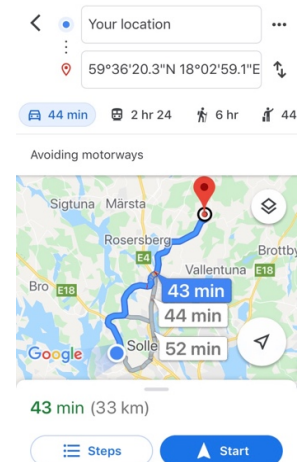 Your location
59°36'20.3"N 18°02'59.1"E
44 min
2 hr 24
6 hr
44
Avoiding motorways
Sigtuna
Märsta
Rosersberg
E4
Brottby
Vallentuna
E18
Bro
E18
43 min
44 min
Solle
52 min
Google
43 min (33 km)
Steps
Start